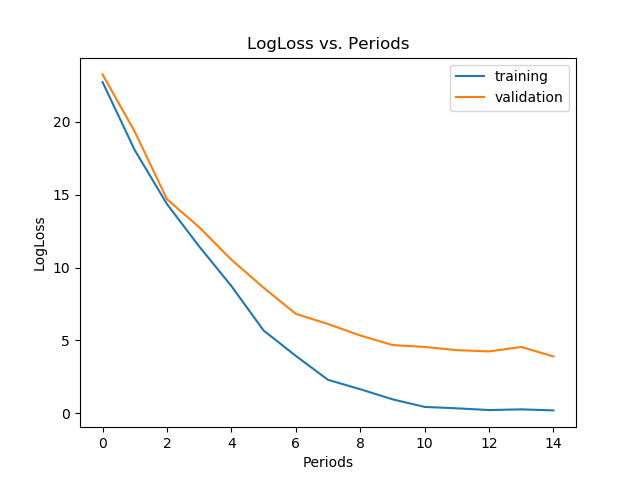 LogLoss vs. Periods
training
validation
LogLoss
20
15
10
5
0
0 2 4 6 8 10 12 14
Periods